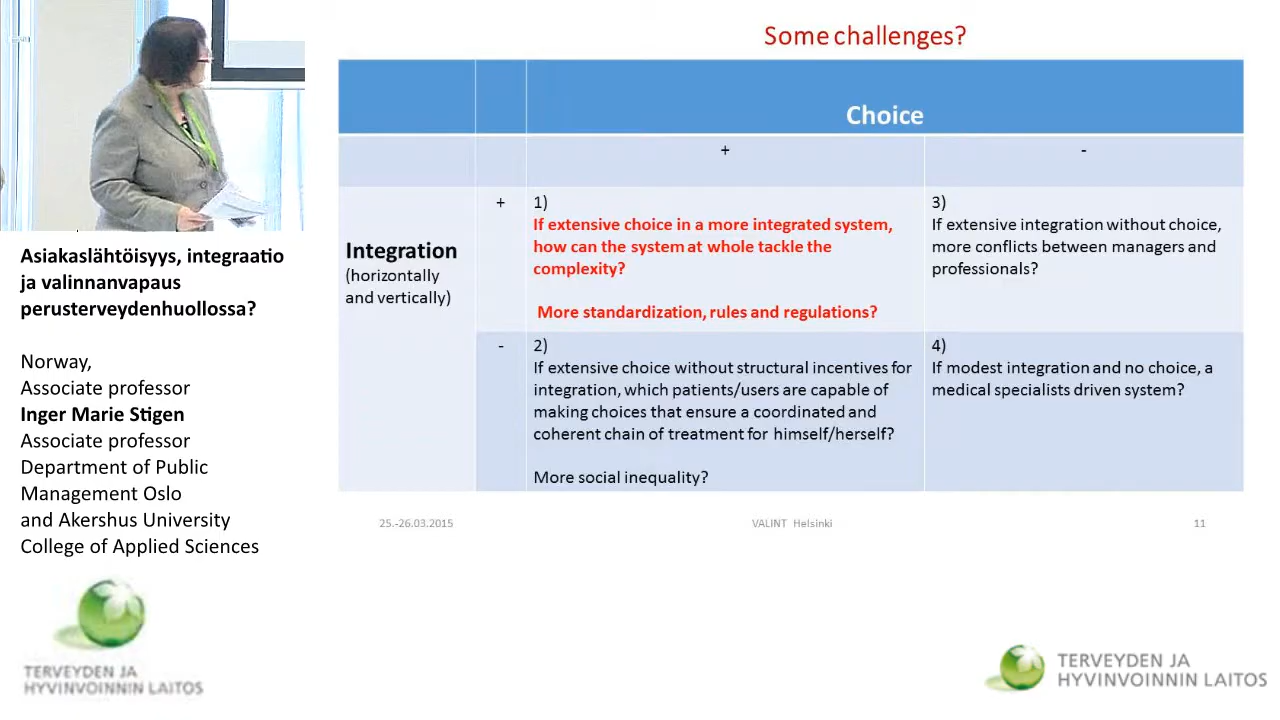 Some challenges?
Choice
+
-
Integration
(horizontally
and vertically)
+
1)
If extensive choice in a more integrated system,
how can the system at whole tackle the
complexity?
More standardization, rules and regulations?
3)
If extensive integration without choice,
more conflicts between managers and
professionals?
-
2)
If extensive choice without structural incentives for
integration, which patients/users are capable of
making choices that ensure a coordinated and
coherent chain of treatment for himself/herself?
More social inequality?
4)
If modest integration and no choice, a
medical specialists driven system?
25.-26.03.2015
VALINT Helsinki
11
Asiakaslähtöisyys, integraatio
ja valinnanvapaus
perusterveydenhuollossa?
Norway,
Associate professor
Inger Marie Stigen
Associate professor
Department of Public
Management Oslo
and Akershus University
College of Applied Sciences
TERVEYDEN JA
HYVINVOINNIN LAITOS
TERVEYDEN JA
HYVINVOINNIN LAITOS